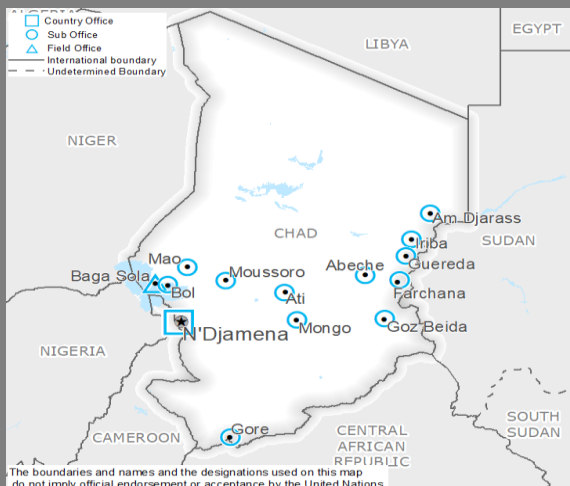 ALGERIA
Country Office
Sub Office
Field Office
International boundary
Undetermined Boundary
LIBYA
EGYPT
NIGER
CHAD
SUDAN
Am Djarass
Iriba
Guereda
Mao
Moussoro
Abeche
Baga Sola
Bol
Ati
Farchana
N'Djamena
Mongo
Goz Beida
NIGERIA
Gore
CAMEROON
CENTRAL
AFRICAN
REPUBLIC
SOUTH
SUDAN
The boundaries and names and the designations used on this map
do not imply official endorsement or acceptance by the United Nations